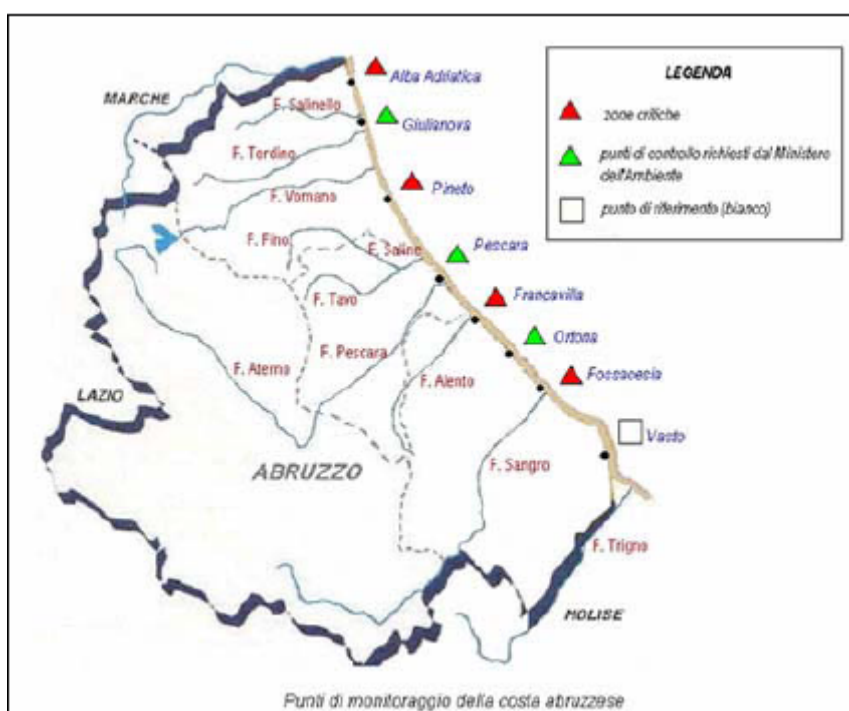 LEGENDA
zone critiche
punti di controllo richiesti dal Ministero
dell'Ambiente
punto di riferimento (bianco)
MARCHE
Alba Adriatica
F. Salinello
Giulianova
F. Tordino
Pineto
F. Vomano
F. Fino
F. Saline
Pescara
F. Tavo
Francavilla
F. Pescara
Ortona
F. Aterno
F. Alento
Fossacesia
LAZIO
Vasto
ABRUZZO
F. Sangro
F. Trigno
MOLISE
Punti di monitoraggio della costa abruzzese